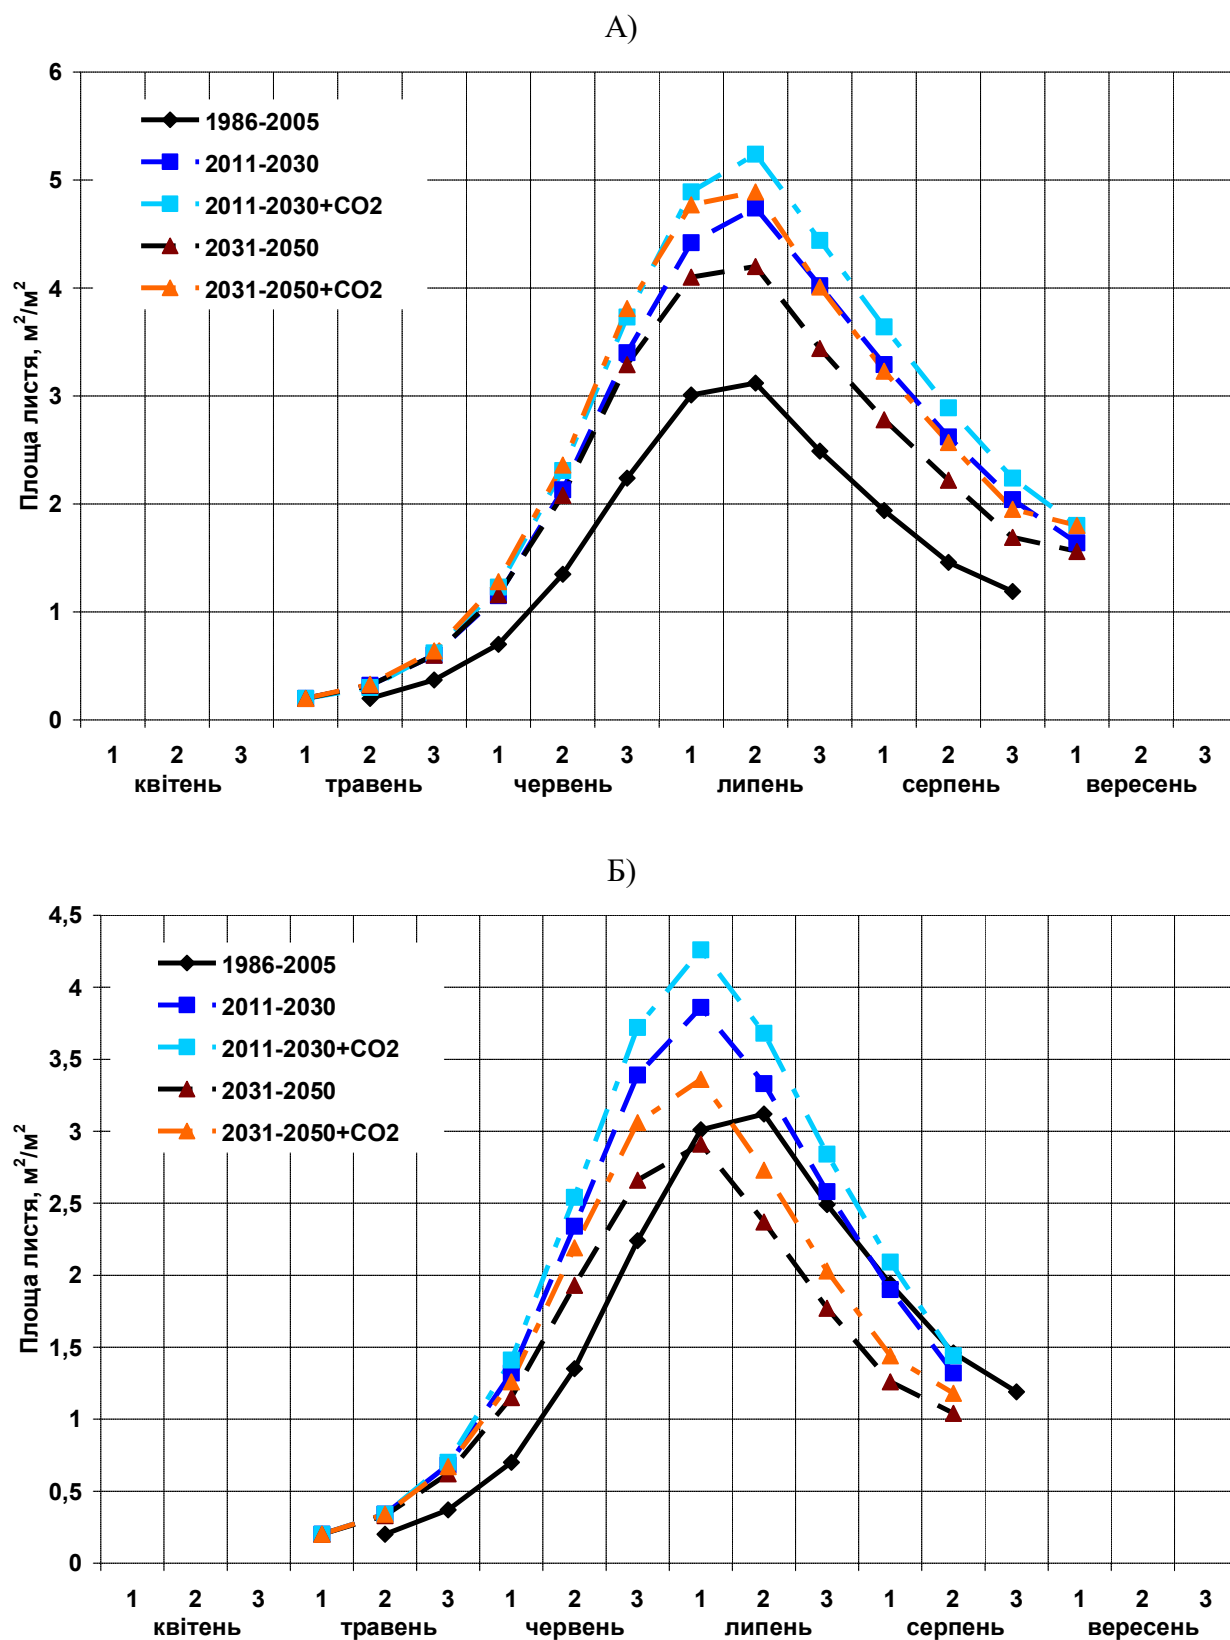 А)
6
5
4
3
2
1
0
Площа листя, м²/м²
1986-2005
2011-2030
2011-2030+CO2
2031-2050
2031-2050+CO2
1 2 3 1 2 3 1 2 3 1 2 3 1 2 3 1 2 3
квітень травень червень липень серпень вересень
Б)
4,5
4
3,5
3
2,5
2
1,5
1
0,5
0
Площа листя, м²/м²
1986-2005
2011-2030
2011-2030+CO2
2031-2050
2031-2050+CO2
1 2 3 1 2 3 1 2 3 1 2 3 1 2 3 1 2 3
квітень травень червень липень серпень вересень